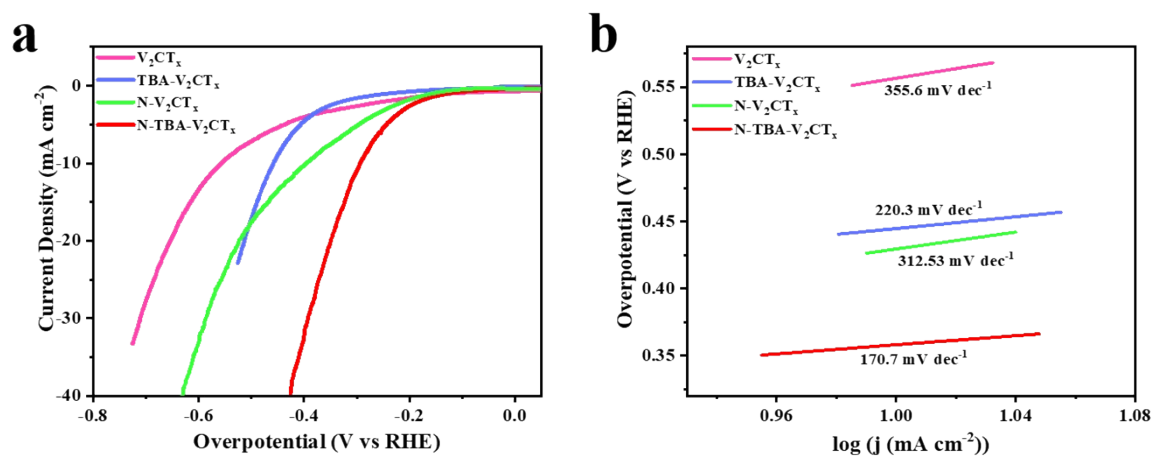 a
V₂CTₓ
TBA-V₂CTₓ
N-V₂CTₓ
N-TBA-V₂CTₓ
Current Density (mA cm⁻²)
0
-10
-20
-30
-40
-0.8
-0.6
-0.4
-0.2
0.0
Overpotential (V vs RHE)
b
V₂CTₓ
TBA-V₂CTₓ
N-V₂CTₓ
N-TBA-V₂CTₓ
355.6 mV dec⁻¹
220.3 mV dec⁻¹
312.53 mV dec⁻¹
170.7 mV dec⁻¹
Overpotential (V vs RHE)
0.55
0.50
0.45
0.40
0.35
0.96
1.00
1.04
1.08
log (j (mA cm⁻²))